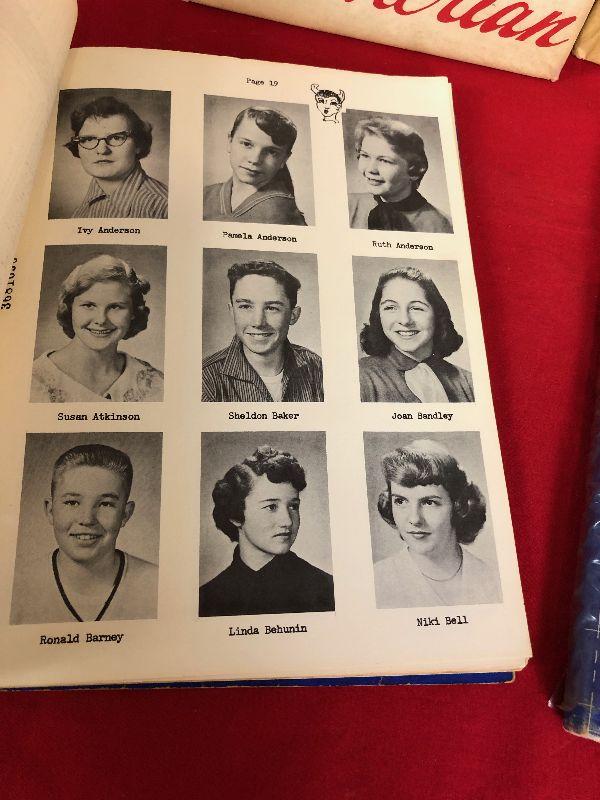 Page 19
Ivy Anderson
Pamela Anderson
Ruth Anderson
Susan Atkinson
Sheldon Baker
Joan Bandley
Ronald Barney
Linda Behunin
Niki Bell